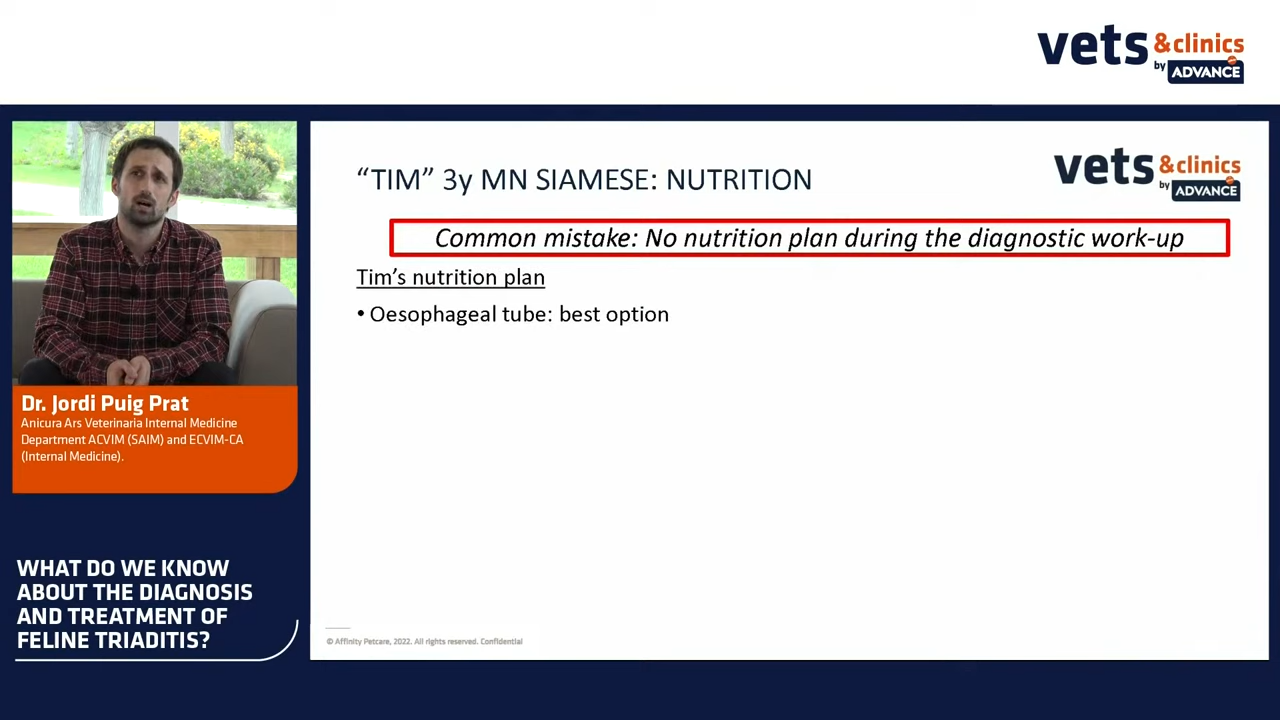 vets &clinics
by ADVANCE
"TIM" 3y MN SIAMESE: NUTRITION
vets &clinics
by ADVANCE
Common mistake: No nutrition plan during the diagnostic work-up
Tim's nutrition plan
• Oesophageal tube: best option
Dr. Jordi Puig Prat
Anicura Ars Veterinaria Internal Medicine
Department ACVIM (SAIM) and ECVIM-CA
(Internal Medicine).
WHAT DO WE KNOW
ABOUT THE DIAGNOSIS
AND TREATMENT OF
FELINE TRIADITIS?
© Affinity Petcare, 2022. All rights reserved. Confidential